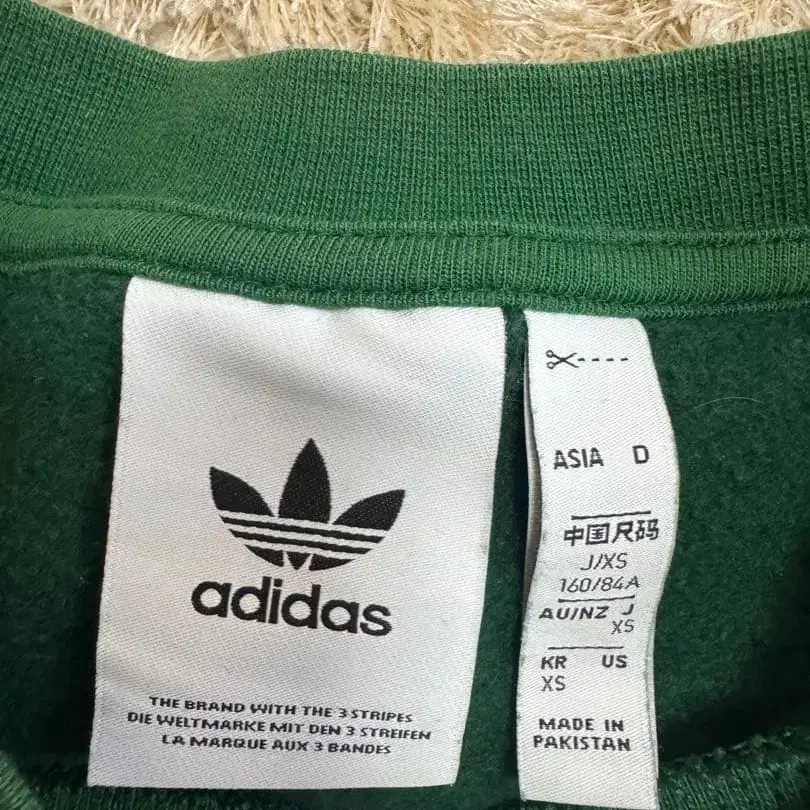 adidas
THE BRAND WITH THE 3 STRIPES
DIE WELTMARKE MIT DEN 3 STREIFEN
LA MARQUE AUX 3 BANDES
ASIA D
中国尺码
J/XS
160/84A
AU/NZ J
XS
KR US
XS
MADE IN
PAKISTAN